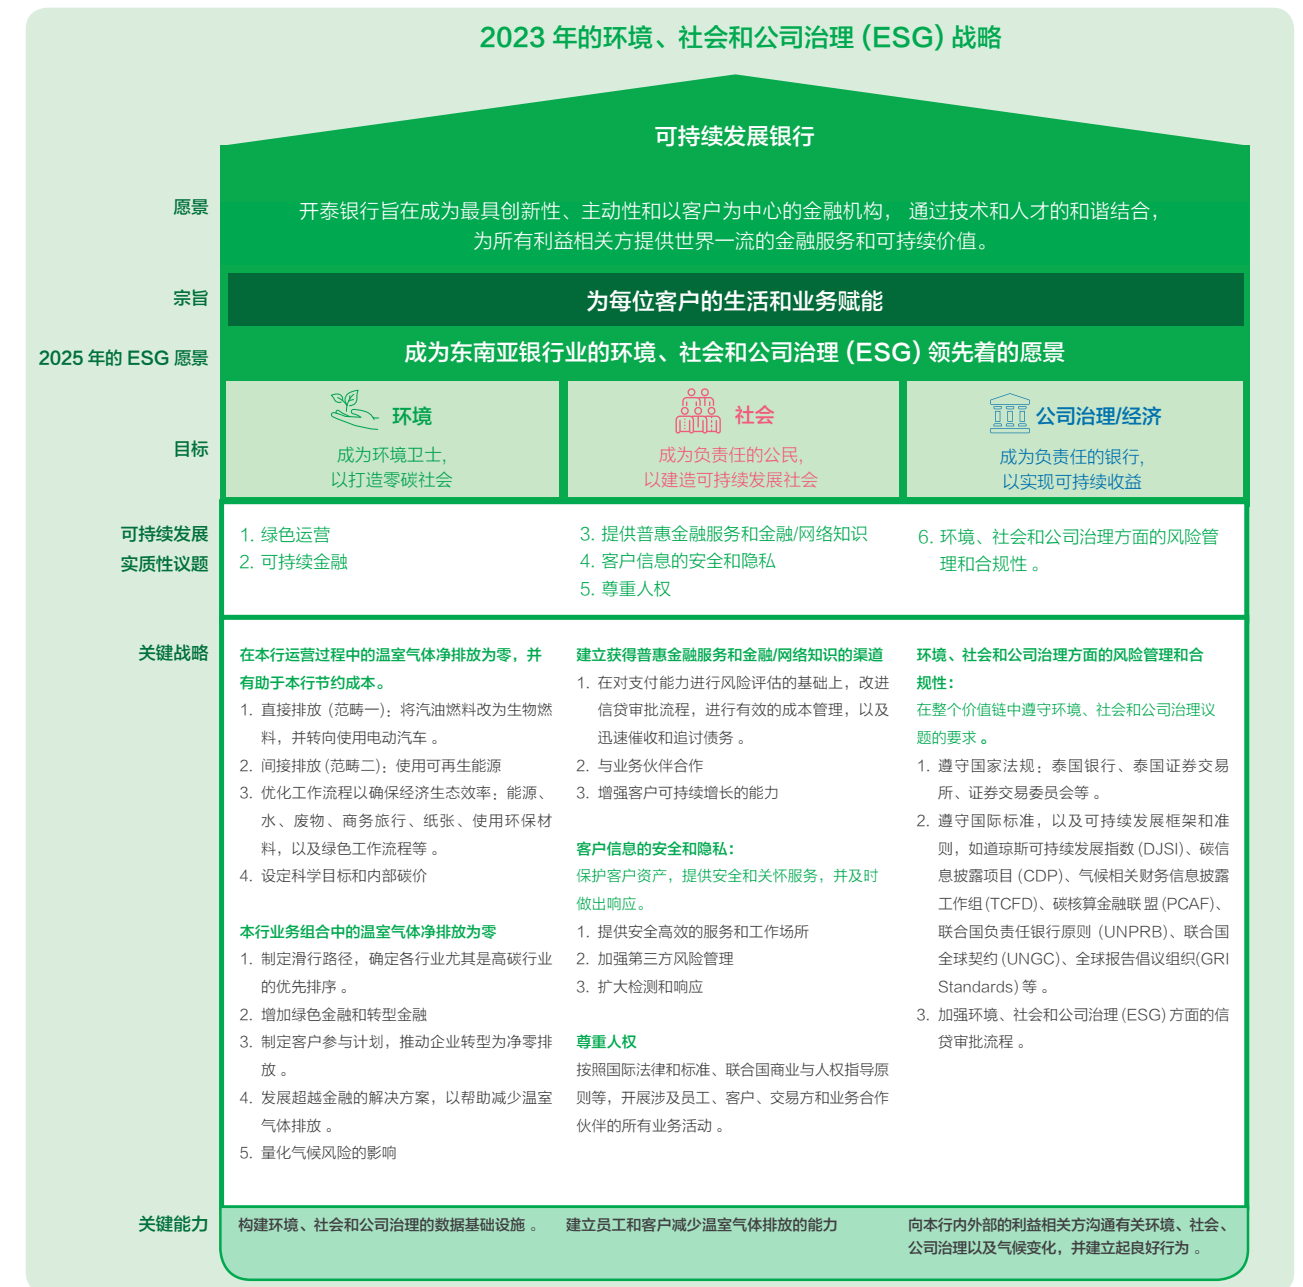 2023 年的环境、社会和公司治理 (ESG) 战略
可持续发展银行
愿景
开泰银行旨在成为最具创新性、主动性和以客户为中心的金融机构， 通过技术和人才的和谐结合，
为所有利益相关方提供世界一流的金融服务和可持续价值。
宗旨
为每位客户的生活和业务赋能
2025 年的 ESG 愿景
成为东南亚银行业的环境、社会和公司治理 (ESG) 领先着的愿景
目标
环境
成为环境卫士，
以打造零碳社会
社会
成为负责任的公民，
以建造可持续发展社会
公司治理/经济
成为负责任的银行，
以实现可持续收益
可持续发展
实质性议题
1. 绿色运营
2. 可持续金融
3. 提供普惠金融服务和金融/网络知识
4. 客户信息的安全和隐私
5. 尊重人权
6. 环境、社会和公司治理方面的风险管
理和合规性 。
关键战略
在本行运营过程中的温室气体净排放为零，并
有助于本行节约成本。
1. 直接排放 (范畴一)：将汽油燃料改为生物燃
料，并转向使用电动汽车 。
2. 间接排放 (范畴二)：使用可再生能源
3. 优化工作流程以确保经济生态效率：能源、
水、废物、商务旅行、纸张、使用环保材
料，以及绿色工作流程等 。
4. 设定科学目标和内部碳价
本行业务组合中的温室气体净排放为零
1. 制定滑行路径，确定各行业尤其是高碳行业
的优先排序 。
2. 增加绿色金融和转型金融
3. 制定客户参与计划，推动企业转型为净零排
放 。
4. 发展超越金融的解决方案，以帮助减少温室
气体排放 。
5. 量化气候风险的影响
建立获得普惠金融服务和金融/网络知识的渠道
1. 在对支付能力进行风险评估的基础上，改进
信贷审批流程，进行有效的成本管理，以及
迅速催收和追讨债务 。
2. 与业务伙伴合作
3. 增强客户可持续增长的能力
客户信息的安全和隐私：
保护客户资产，提供安全和关怀服务，并及时
做出响应。
1. 提供安全高效的服务和工作场所
2. 加强第三方风险管理
3. 扩大检测和响应
尊重人权
按照国际法律和标准、联合国商业与人权指导原
则等，开展涉及员工、客户、交易方和业务合作
伙伴的所有业务活动 。
环境、社会和公司治理方面的风险管理和合
规性：
在整个价值链中遵守环境、社会和公司治理议
题的要求 。
1. 遵守国家法规；泰国银行、泰国证券交易
所、证券交易委员会等 。
2. 遵守国际标准，以及可持续发展框架和准
则，如道琼斯可持续发展指数 (DJSI)、碳信
息披露项目 (CDP)、气候相关财务信息披露
工作组 (TCFD)、碳核算金融联盟 (PCAF)、
联合国负责任银行原则 (UNPRB)、联合国
全球契约 (UNGC)、全球报告倡议组织(GRI
Standards) 等 。
3. 加强环境、社会和公司治理 (ESG) 方面的信
贷审批流程 。
关键能力
构建环境、社会和公司治理的数据基础设施 。
建立员工和客户减少温室气体排放的能力
向本行内外部的利益相关方沟通有关环境、社会、
公司治理以及气候变化，并建立起良好行为 。